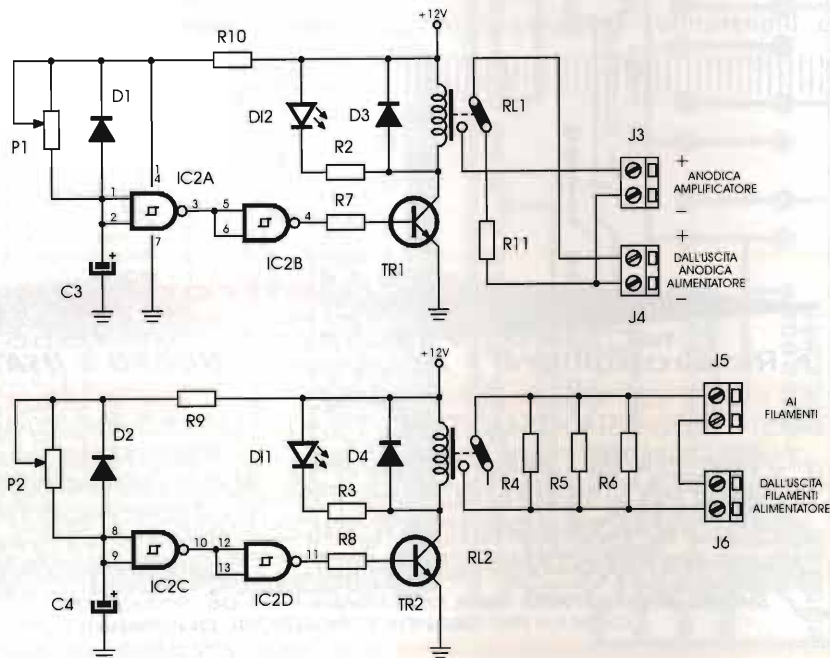 +12V
R10
D1
P1
DI2
D3
R2
RL1
J3
+
ANODICA
AMPLIFICATORE
−
1
4
IC2A
1
2
3
7
5
6
4
IC2B
R7
TR1
R11
+
DALL'USCITA
ANODICA
ALIMENTATORE
−
J4
C3
+
+12V
R9
D2
P2
DI1
D4
R3
R4
R5
R6
J5
AI
FILAMENTI
8
9
10
IC2C
12
13
11
IC2D
R8
TR2
RL2
DALL'USCITA
FILAMENTI
ALIMENTATORE
J6
C4
+